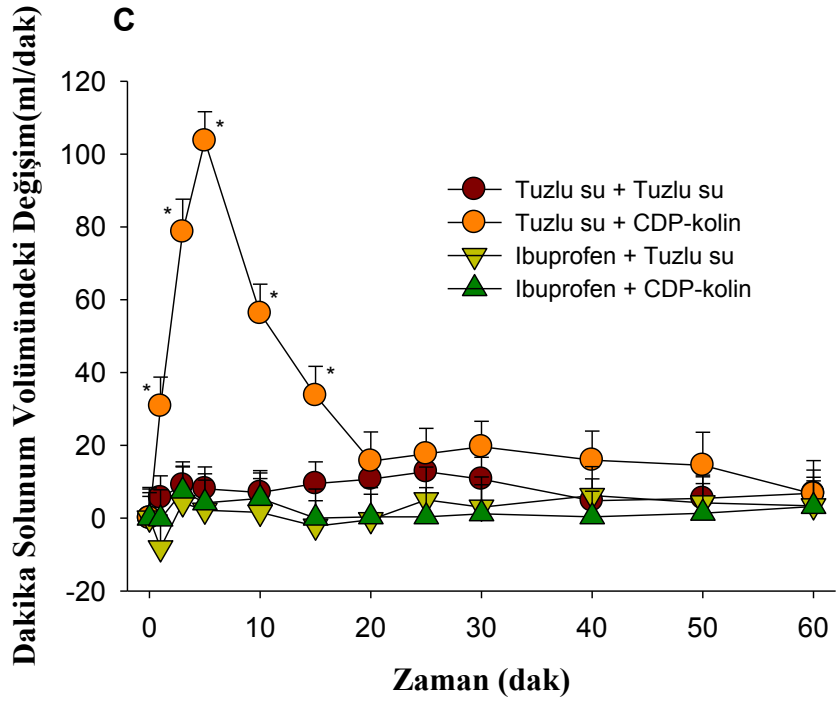 C
Dakika Solunum Volümündeki Değişim(ml/dak)
120
100
80
60
40
20
0
-20
*
*
*
*
*
Tuzlu su + Tuzlu su
Tuzlu su + CDP-kolin
Ibuprofen + Tuzlu su
Ibuprofen + CDP-kolin
0 10 20 30 40 50 60
Zaman (dak)